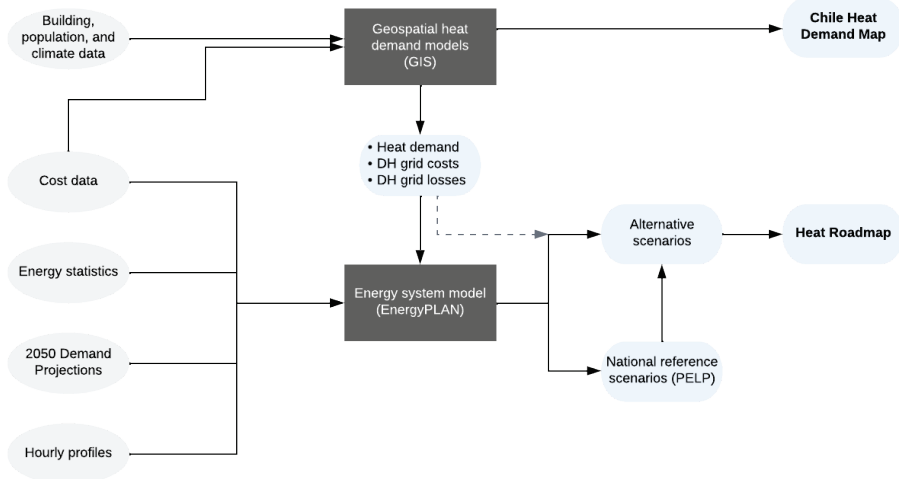 Building,
population, and
climate data
Geospatial heat
demand models
(GIS)
Chile Heat
Demand Map
• Heat demand
• DH grid costs
• DH grid losses
Cost data
Alternative
scenarios
Heat Roadmap
Energy statistics
Energy system model
(EnergyPLAN)
2050 Demand
Projections
National reference
scenarios (PELP)
Hourly profiles